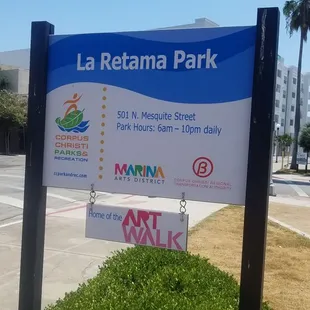 La Retama Park
501 N. Mesquite Street
Park Hours: 6am – 10pm daily
CORPUS
CHRISTI
PARKS&
RECREATION
MARINA
ARTS DISTRICT
B
Home of the
ART
WALK